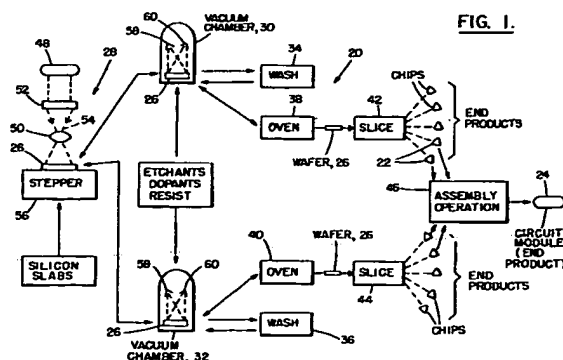 FIG. 1.
VACUUM
CHAMBER, 30
58
60
26
48
28
52
54
50
26
STEPPER
56
SILICON
SLABS
34
WASH
20
38
OVEN
WAFER, 26
42
SLICE
CHIPS
22
END
PRODUCTS
ETCHANTS
DOPANTS
RESIST
46
ASSEMBLY
OPERATION
24
CIRCUIT
MODULE
(END
PRODUCT)
58
60
26
VACUUM
CHAMBER, 32
40
OVEN
WAFER, 26
SLICE
44
WASH
36
END
PRODUCTS
CHIPS